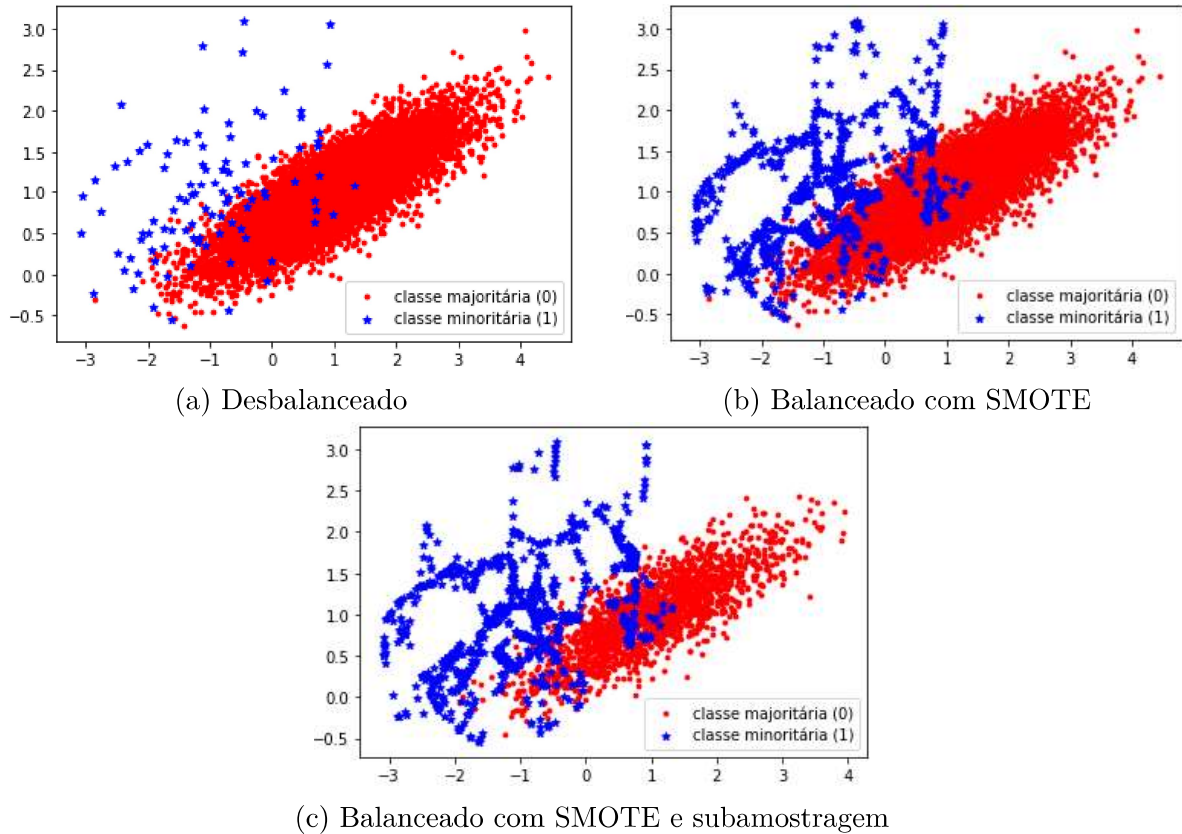 3.0
2.5
2.0
1.5
1.0
0.5
0.0
−0.5
classe majoritária (0)
classe minoritária (1)
−3 −2 −1 0 1 2 3 4
(a) Desbalanceado
3.0
2.5
2.0
1.5
1.0
0.5
0.0
−0.5
classe majoritária (0)
classe minoritária (1)
−3 −2 −1 0 1 2 3 4
(b) Balanceado com SMOTE
3.0
2.5
2.0
1.5
1.0
0.5
0.0
−0.5
classe majoritária (0)
classe minoritária (1)
−3 −2 −1 0 1 2 3 4
(c) Balanceado com SMOTE e subamostragem